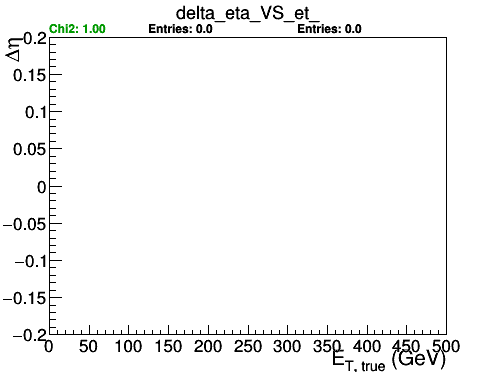 delta_eta_VS_et_
Chi2: 1.00 Entries: 0.0 Entries: 0.0
Δη
0.2
0.15
0.1
0.05
0
−0.05
−0.1
−0.15
−0.2
0 50 100 150 200 250 300 350 400 450 500
E_T, true (GeV)